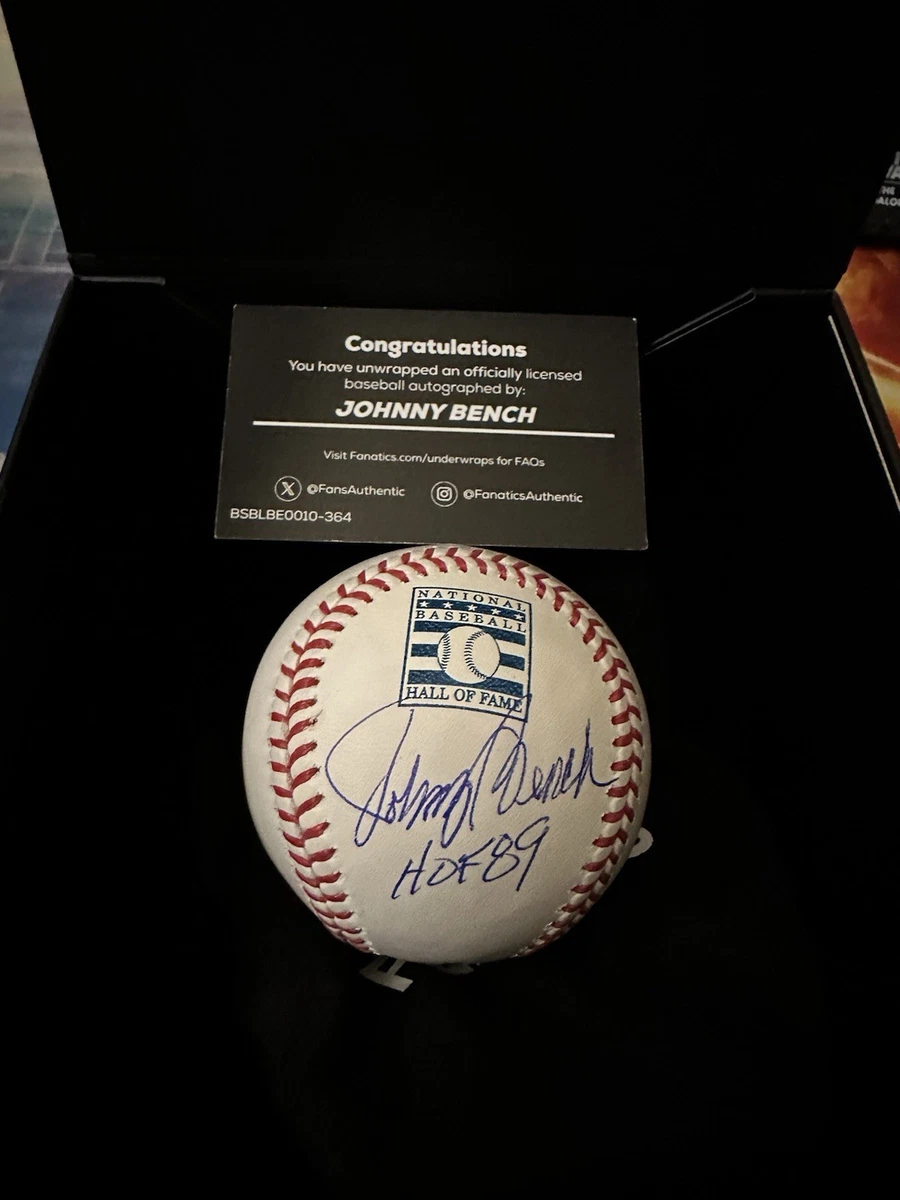 Congratulations
You have unwrapped an officially licensed
baseball autographed by:
JOHNNY BENCH
Visit Fanatics.com/underwraps for FAQs
@FansAuthentic @FanaticsAuthentic
BSBLBE0010-364
NATIONAL
BASEBALL
HALL OF FAME
Johnny Bench
HOF 89
THE